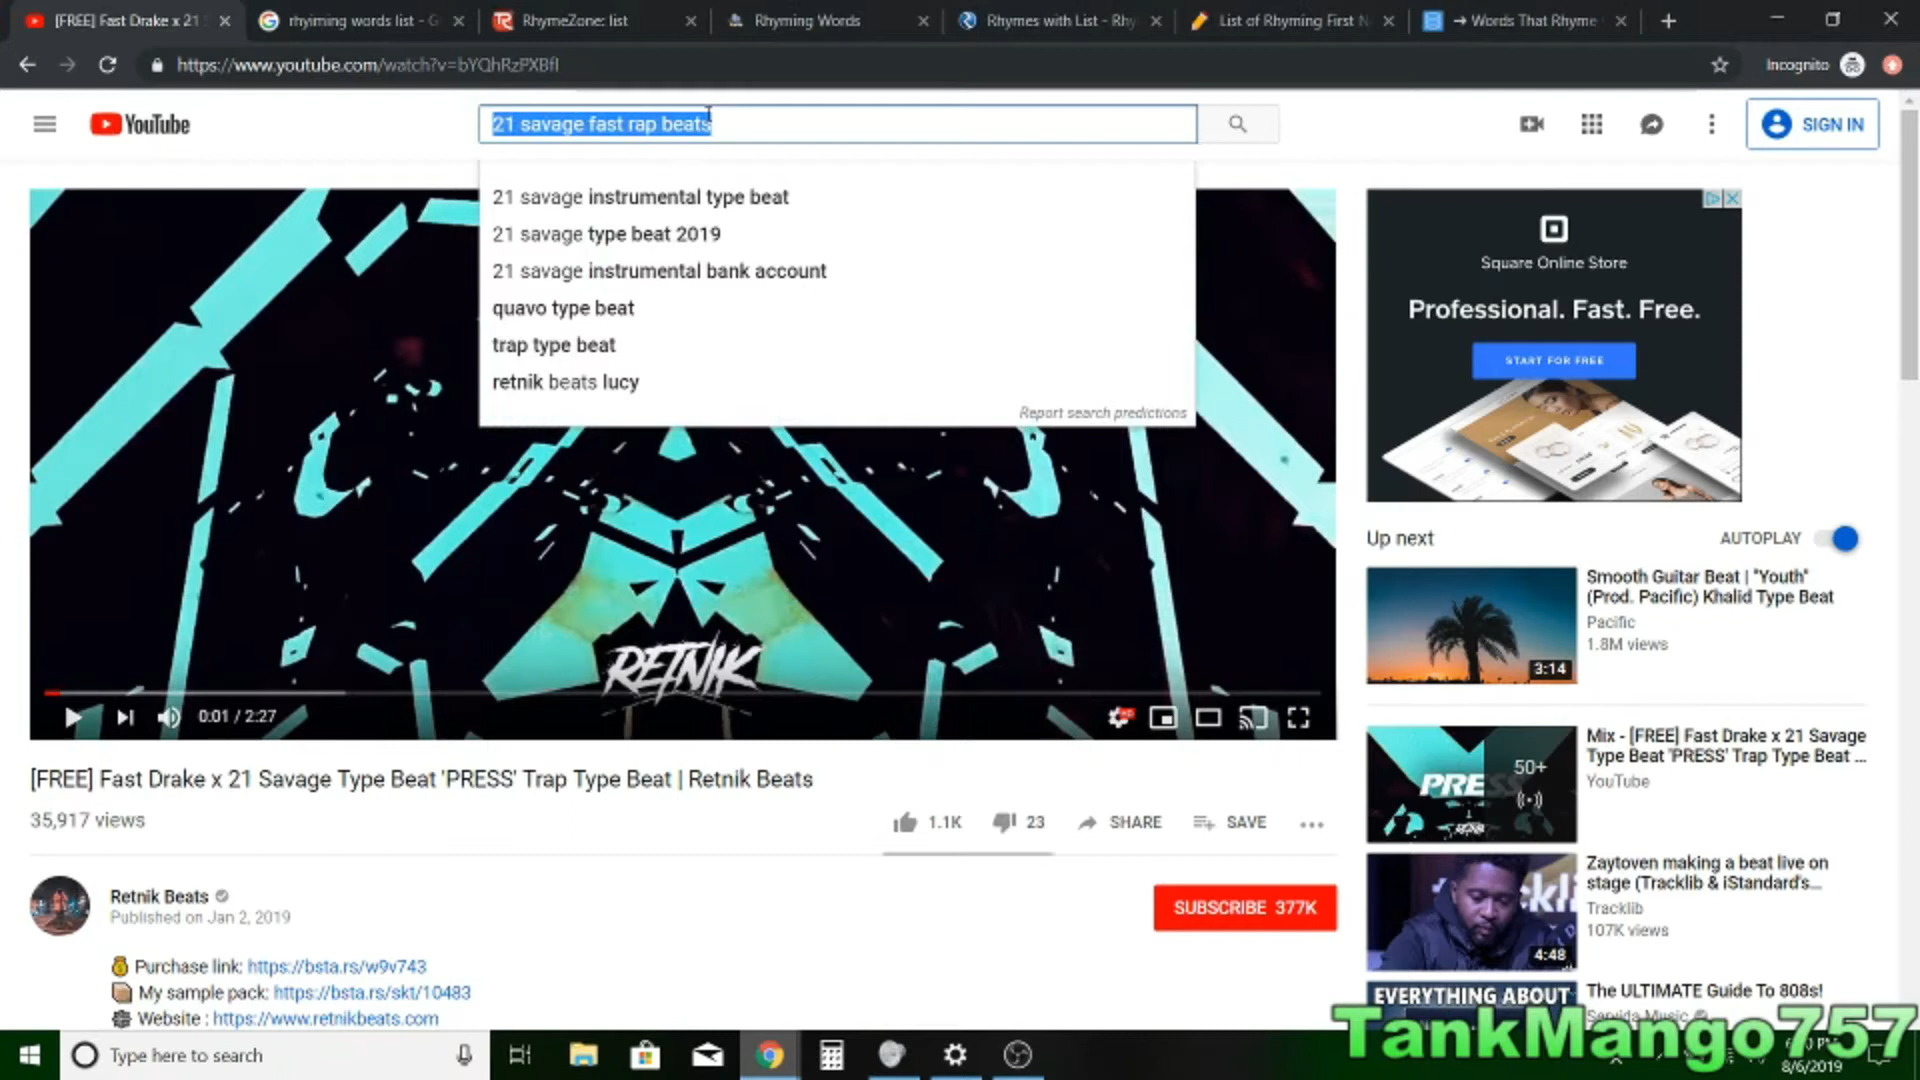 [FREE] Fast Drake x 21
rhyiming words list - G
RhymeZone: list
Rhyming Words
Rhymes with List - Rhy
List of Rhyming First N
Words That Rhyme
https://www.youtube.com/watch?v=bYQhRzPXBfI
Incognito
YouTube
21 savage fast rap beats
SIGN IN
21 savage instrumental type beat
21 savage type beat 2019
21 savage instrumental bank account
quavo type beat
trap type beat
retnik beats lucy
Report search predictions
RETNIK
0:01 / 2:27
Square Online Store
Professional. Fast. Free.
START FOR FREE
Up next
AUTOPLAY
Smooth Guitar Beat | "Youth"
(Prod. Pacific) Khalid Type Beat
Pacific
1.8M views
3:14
[FREE] Fast Drake x 21 Savage Type Beat 'PRESS' Trap Type Beat | Retnik Beats
35,917 views
1.1K
23
SHARE
SAVE
Mix - [FREE] Fast Drake x 21 Savage
Type Beat 'PRESS' Trap Type Beat ...
YouTube
50+
Zaytoven making a beat live on
stage (Tracklib & iStandard's...
Tracklib
107K views
4:48
Retnik Beats
Published on Jan 2, 2019
SUBSCRIBE 377K
Purchase link: https://bsta.rs/w9v743
My sample pack: https://bsta.rs/skt/10483
Website : https://www.retnikbeats.com
EVERYTHING ABOUT
The ULTIMATE Guide To 808s!
TankMango757
Type here to search
8/6/2019